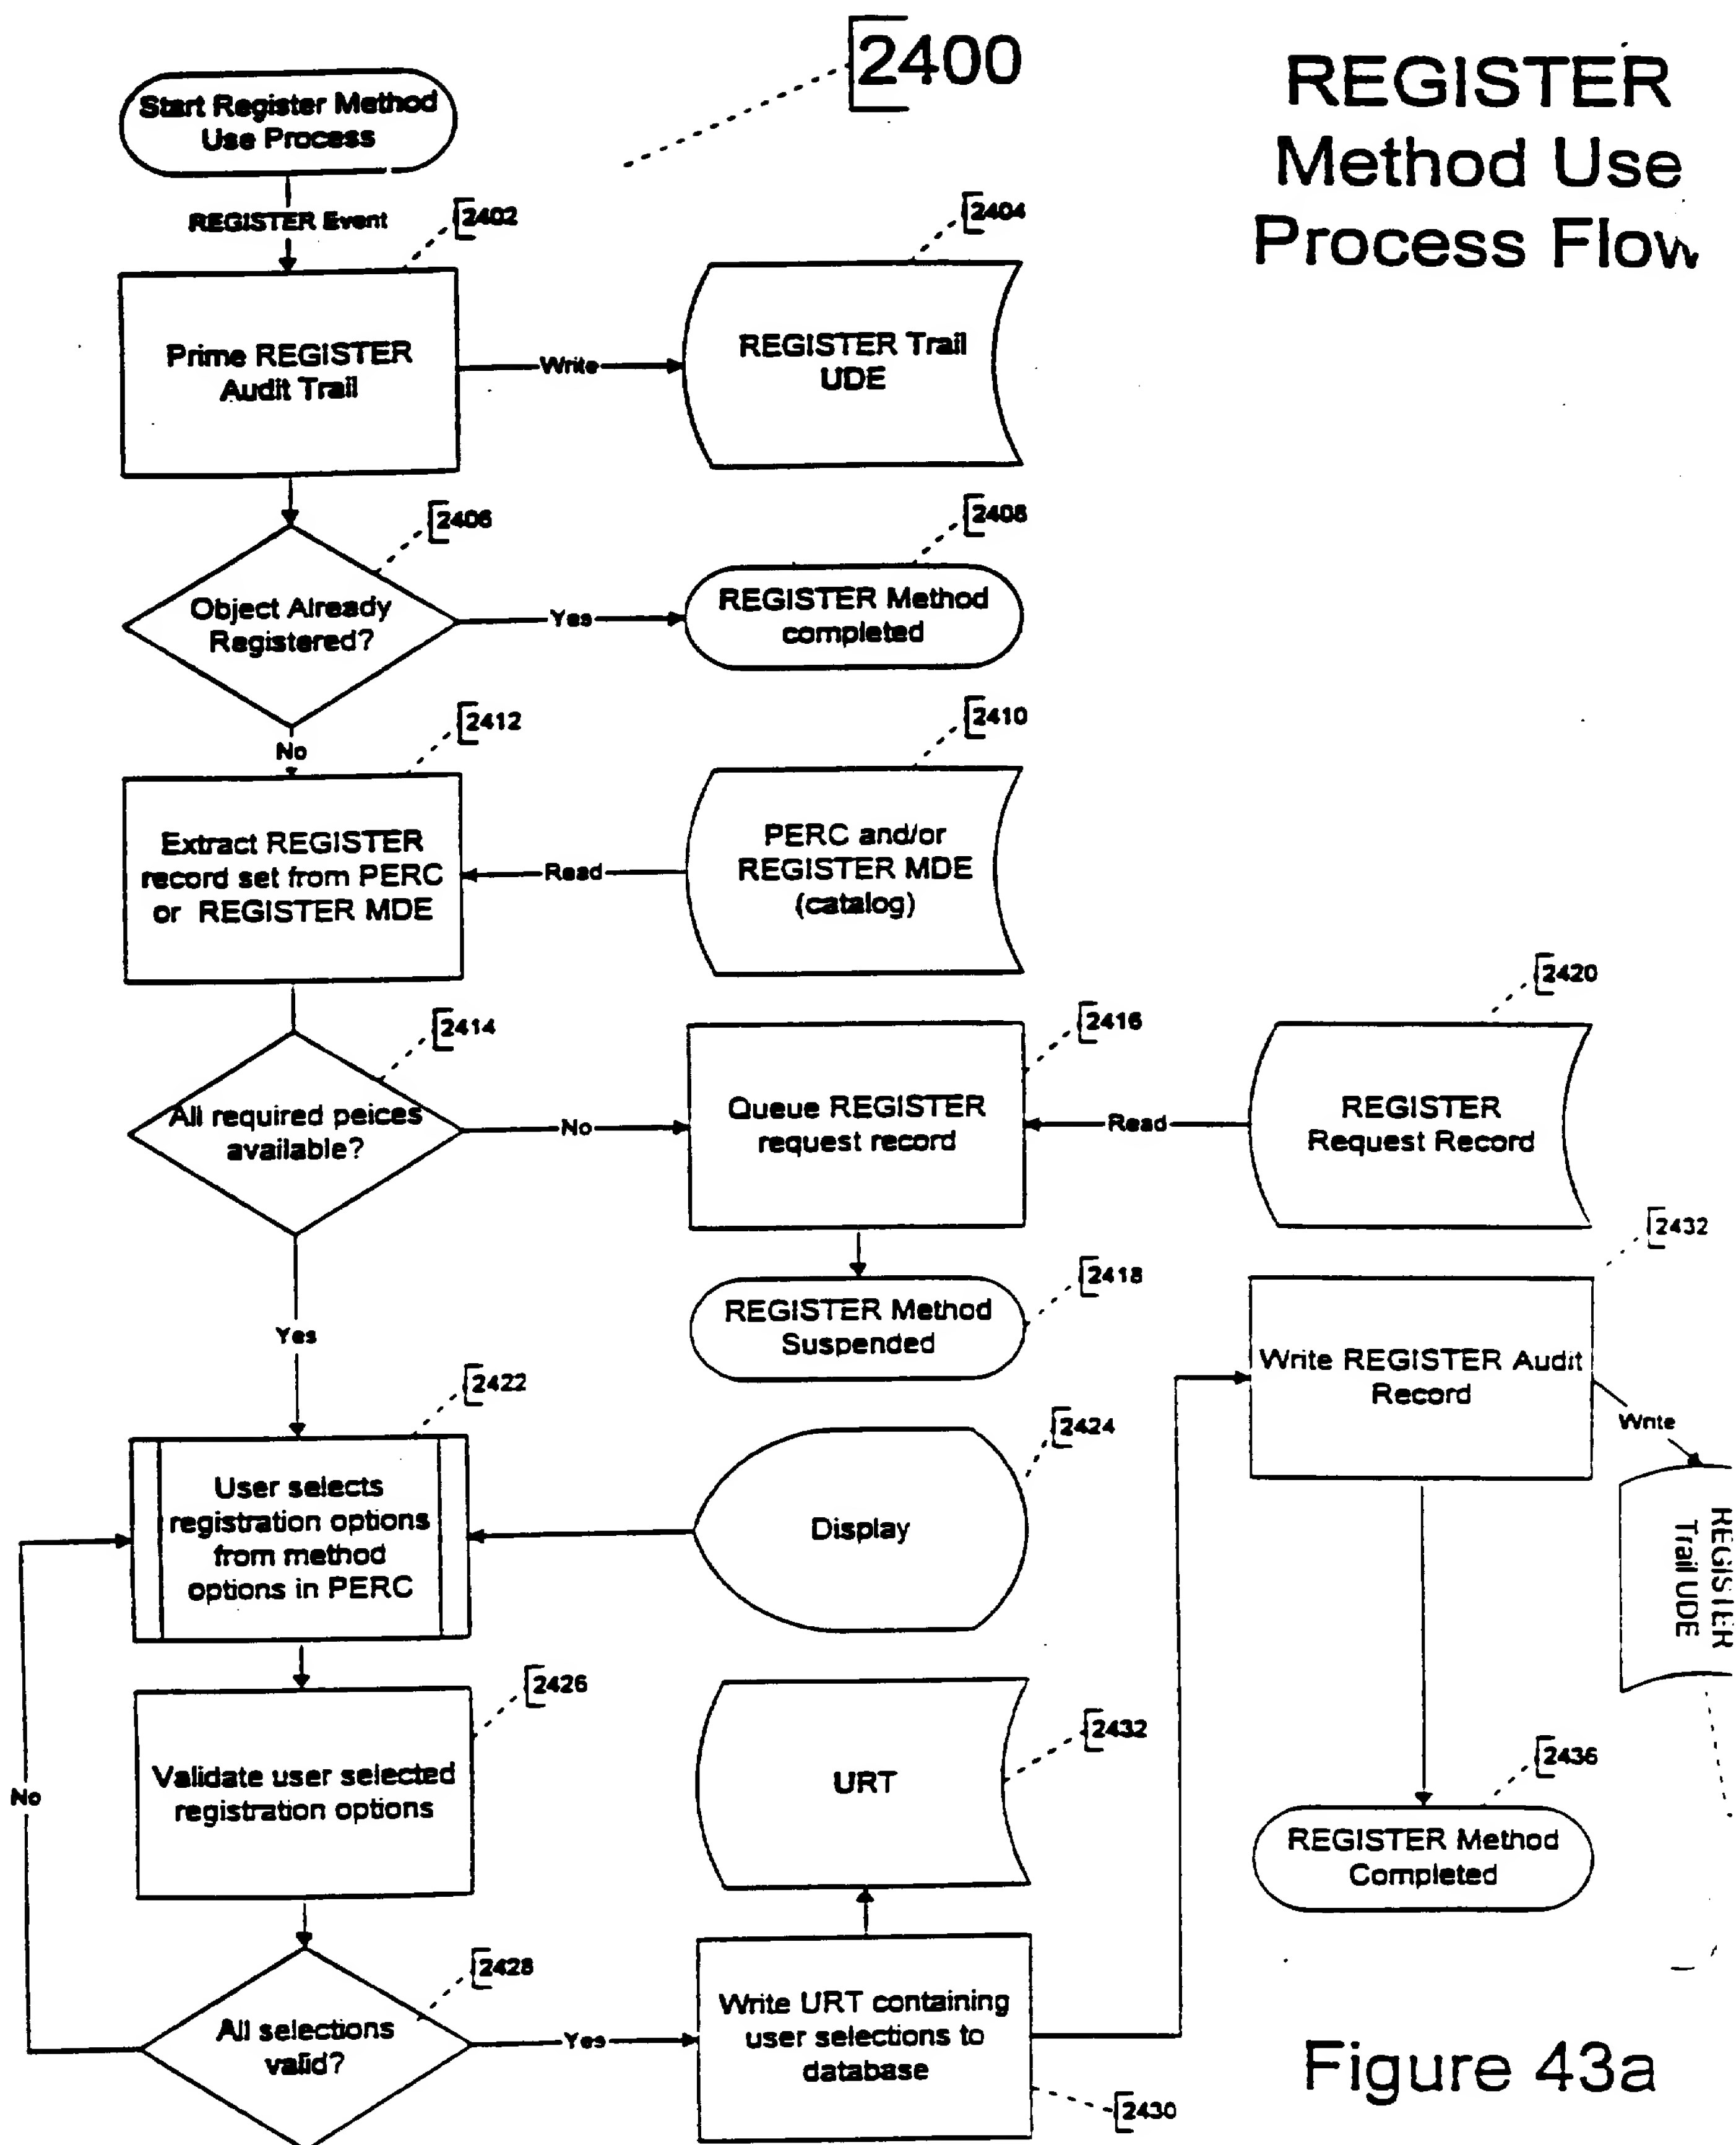 2400
REGISTER
Method Use
Process Flow
Start Register Method
Use Process
REGISTER Event
2402
2404
Prime REGISTER
Audit Trail
Write
REGISTER Trail
UDE
2406
2408
Object Already
Registered?
Yes
REGISTER Method
completed
No
2412
2410
Extract REGISTER
record set from PERC
or REGISTER MDE
Read
PERC and/or
REGISTER MDE
(catalog)
2414
2416
2420
All required peices
available?
No
Queue REGISTER
request record
Read
REGISTER
Request Record
Yes
2418
REGISTER Method
Suspended
2432
Write REGISTER Audit
Record
Write
REGISTER
Trail UDE
2422
2424
User selects
registration options
from method
options in PERC
Display
2426
Validate user selected
registration options
No
2432
URT
2436
REGISTER Method
Completed
2428
All selections
valid?
Yes
Write URT containing
user selections to
database
2430
Figure 43a